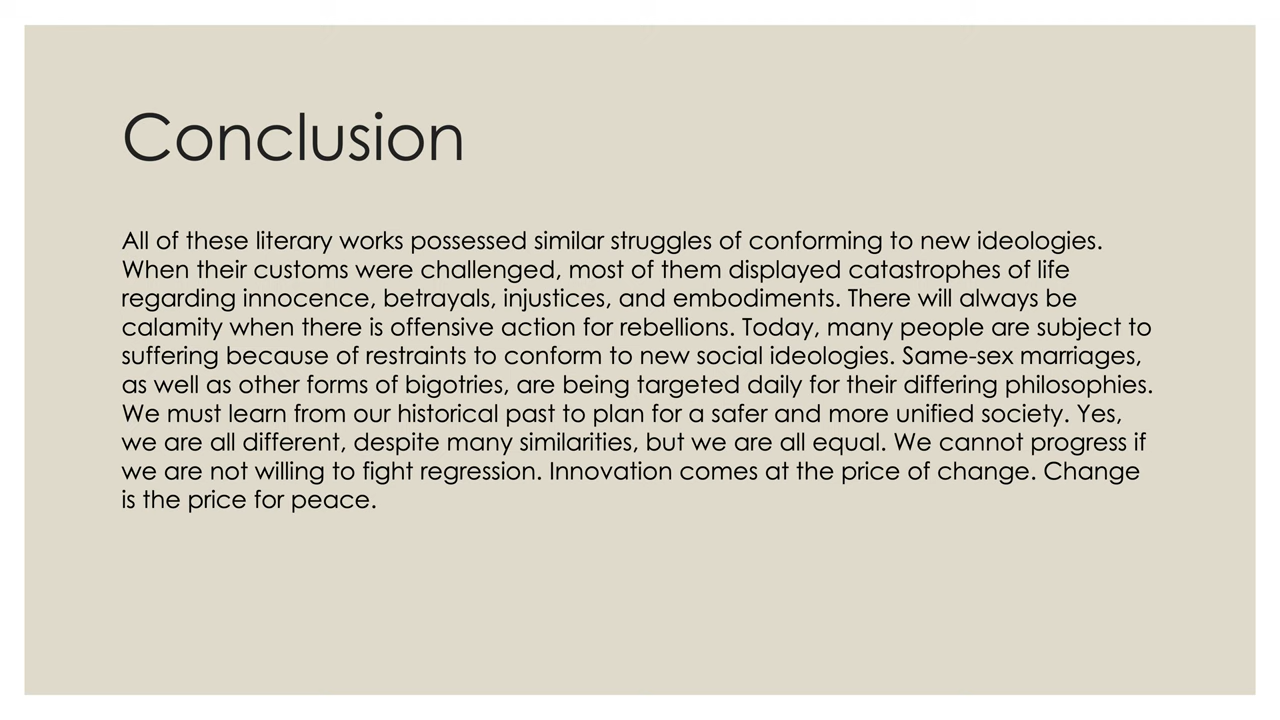 Conclusion
All of these literary works possessed similar struggles of conforming to new ideologies.
When their customs were challenged, most of them displayed catastrophes of life
regarding innocence, betrayals, injustices, and embodiments. There will always be
calamity when there is offensive action for rebellions. Today, many people are subject to
suffering because of restraints to conform to new social ideologies. Same-sex marriages,
as well as other forms of bigotries, are being targeted daily for their differing philosophies.
We must learn from our historical past to plan for a safer and more unified society. Yes,
we are all different, despite many similarities, but we are all equal. We cannot progress if
we are not willing to fight regression. Innovation comes at the price of change. Change
is the price for peace.